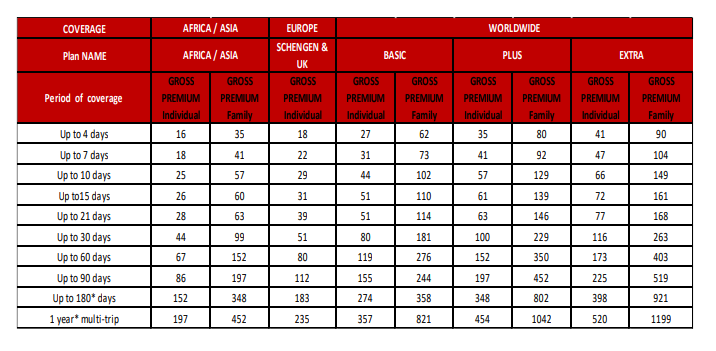 COVERAGE AFRICA / ASIA EUROPE WORLDWIDE
Plan NAME AFRICA / ASIA SCHENGEN & UK BASIC PLUS EXTRA
Period of coverage GROSS PREMIUM Individual GROSS PREMIUM Family GROSS PREMIUM Individual GROSS PREMIUM Individual GROSS PREMIUM Family GROSS PREMIUM Individual GROSS PREMIUM Family GROSS PREMIUM Individual GROSS PREMIUM Family
Up to 4 days 16 35 18 27 62 35 80 41 90
Up to 7 days 18 41 22 31 73 41 92 47 104
Up to 10 days 25 57 29 44 102 57 129 66 149
Up to15 days 26 60 31 51 110 61 139 72 161
Up to 21 days 28 63 39 51 114 63 146 77 168
Up to 30 days 44 99 51 80 181 100 229 116 263
Up to 60 days 67 152 80 119 276 152 350 173 403
Up to 90 days 86 197 112 155 244 197 452 225 519
Up to 180* days 152 348 183 274 358 348 802 398 921
1 year* multi-trip 197 452 235 357 821 454 1042 520 1199